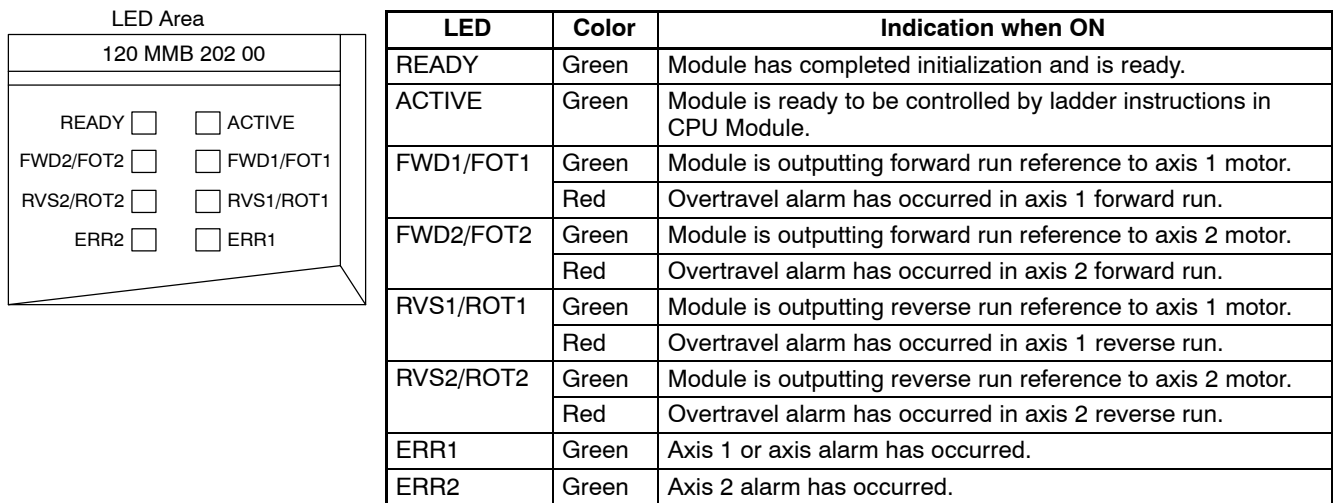 LED Area
120 MMB 202 00
READY ACTIVE
FWD2/FOT2 FWD1/FOT1
RVS2/ROT2 RVS1/ROT1
ERR2 ERR1
LED Color Indication when ON
READY Green Module has completed initialization and is ready.
ACTIVE Green Module is ready to be controlled by ladder instructions in
CPU Module.
FWD1/FOT1 Green Module is outputting forward run reference to axis 1 motor.
Red Overtravel alarm has occurred in axis 1 forward run.
FWD2/FOT2 Green Module is outputting forward run reference to axis 2 motor.
Red Overtravel alarm has occurred in axis 2 forward run.
RVS1/ROT1 Green Module is outputting reverse run reference to axis 1 motor.
Red Overtravel alarm has occurred in axis 1 reverse run.
RVS2/ROT2 Green Module is outputting reverse run reference to axis 2 motor.
Red Overtravel alarm has occurred in axis 2 reverse run.
ERR1 Green Axis 1 or axis alarm has occurred.
ERR2 Green Axis 2 alarm has occurred.